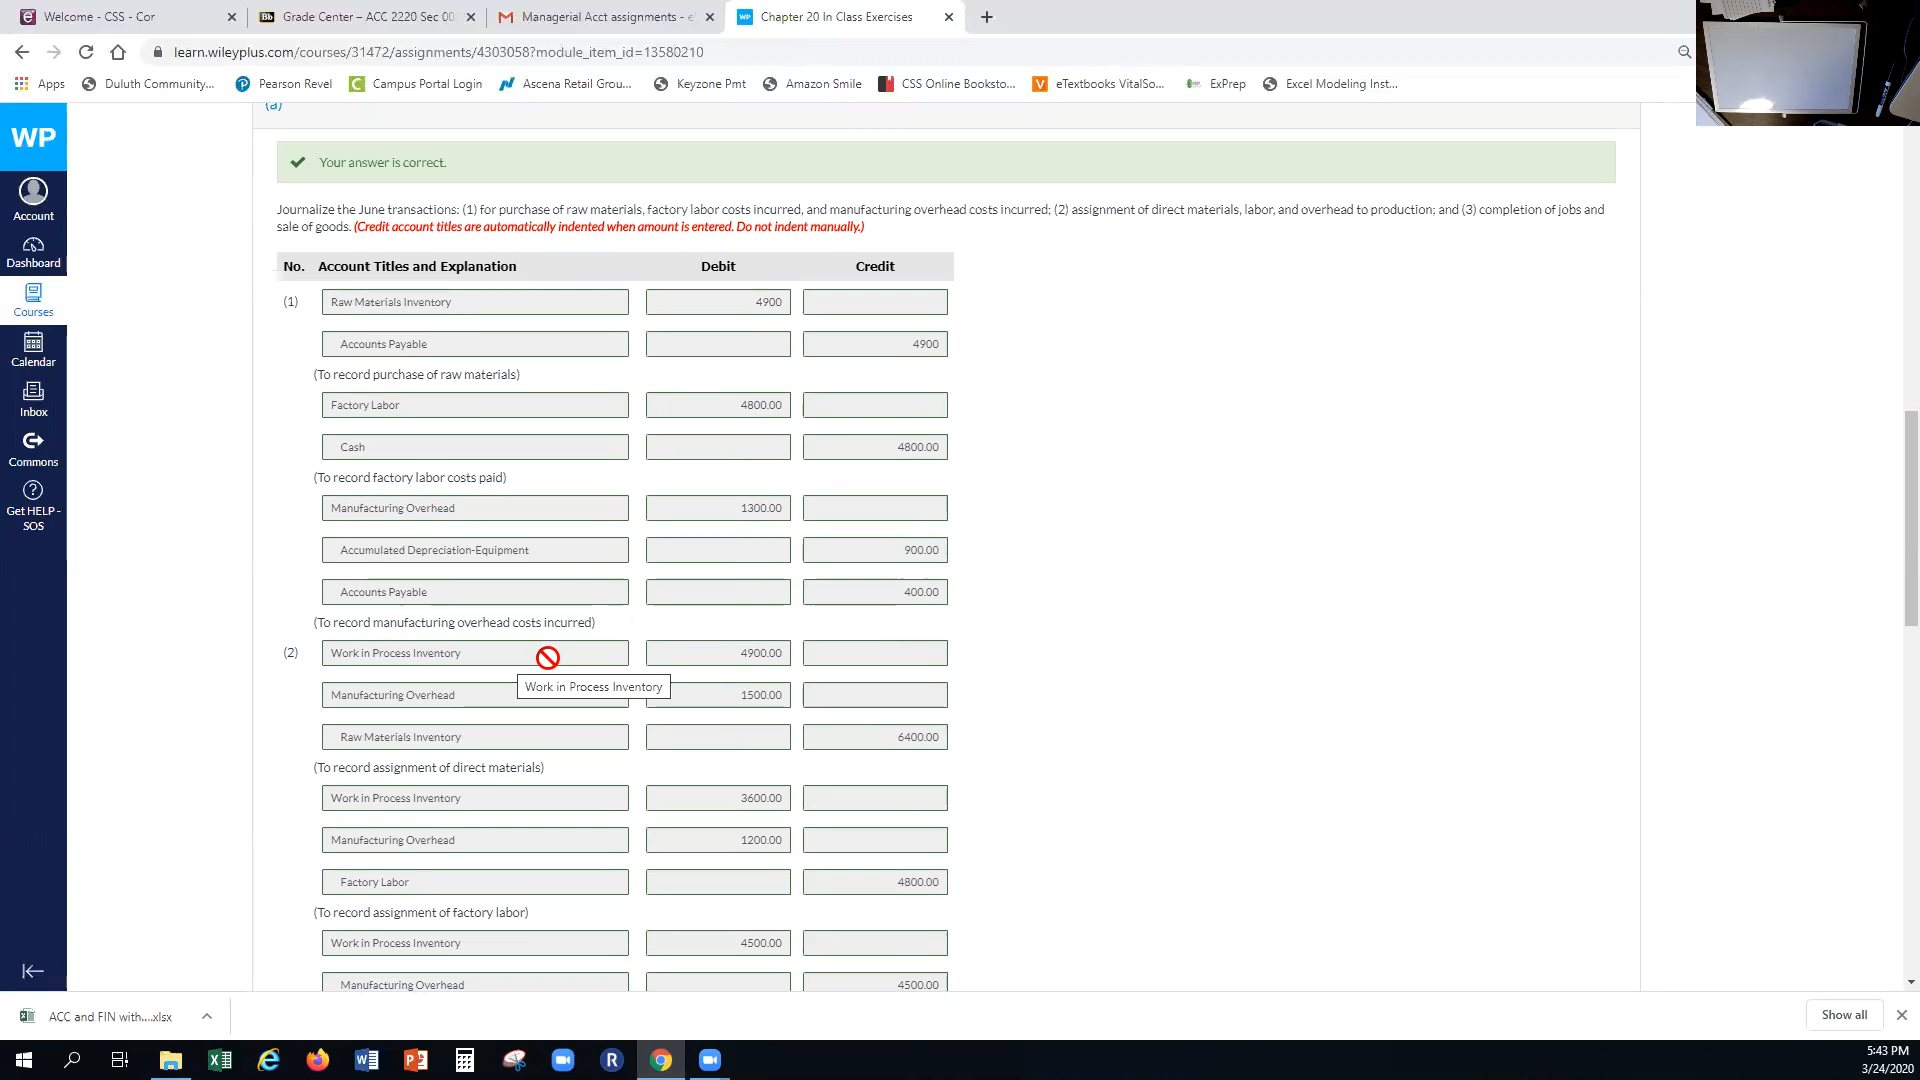 Welcome - CSS - Cor
Grade Center – ACC 2220 Sec 00
Managerial Acct assignments - e
Chapter 20 In Class Exercises
learn.wileyplus.com/courses/31472/assignments/4303058?module_item_id=13580210
Apps
Duluth Community...
Pearson Revel
Campus Portal Login
Ascena Retail Grou...
Keyzone Pmt
Amazon Smile
CSS Online Booksto...
eTextbooks VitalSo...
ExPrep
Excel Modeling Inst...
WP
Account
Dashboard
Courses
Calendar
Inbox
Commons
Get HELP -
SOS
(a)
Your answer is correct.
Journalize the June transactions: (1) for purchase of raw materials, factory labor costs incurred, and manufacturing overhead costs incurred; (2) assignment of direct materials, labor, and overhead to production; and (3) completion of jobs and
sale of goods. (Credit account titles are automatically indented when amount is entered. Do not indent manually.)
No. Account Titles and Explanation Debit Credit
(1) Raw Materials Inventory 4900
Accounts Payable 4900
(To record purchase of raw materials)
Factory Labor 4800.00
Cash 4800.00
(To record factory labor costs paid)
Manufacturing Overhead 1300.00
Accumulated Depreciation-Equipment 900.00
Accounts Payable 400.00
(To record manufacturing overhead costs incurred)
(2) Work in Process Inventory 4900.00
Work in Process Inventory
Manufacturing Overhead 1500.00
Raw Materials Inventory 6400.00
(To record assignment of direct materials)
Work in Process Inventory 3600.00
Manufacturing Overhead 1200.00
Factory Labor 4800.00
(To record assignment of factory labor)
Work in Process Inventory 4500.00
Manufacturing Overhead 4500.00
ACC and FIN with....xlsx
Show all
5:43 PM
3/24/2020